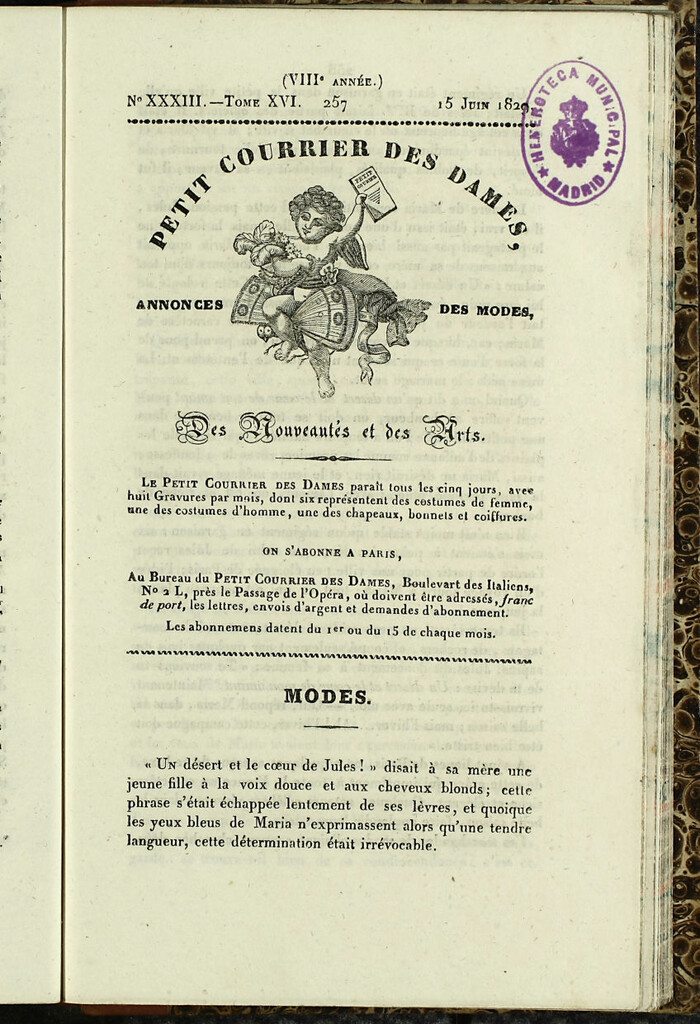 (VIIIe ANNÉE.)
No XXXIII.—TOME XVI. 257 15 JUIN 1829.
HEMEROTECA MUNICIPAL
★ MADRID ★
PETIT COURRIER DES DAMES,
PETIT
ANNONCES DES MODES,
Des Nouveautés et des Arts.
LE PETIT COURRIER DES DAMES paraît tous les cinq jours, avec
huit Gravures par mois, dont six représentent des costumes de femme,
une des costumes d'homme, une des chapeaux, bonnets et coiffures.
ON S'ABONNE A PARIS,
Au Bureau du PETIT COURRIER DES DAMES, Boulevart des Italiens,
No 2 L, près le Passage de l'Opéra, où doivent être adressés, franc
de port, les lettres, envois d'argent et demandes d'abonnement.
Les abonnemens datent du 1er ou du 15 de chaque mois.
MODES.
« UN désert et le cœur de Jules ! » disait à sa mère une
jeune fille à la voix douce et aux cheveux blonds; cette
phrase s'était échappée lentement de ses lèvres, et quoique
les yeux bleus de Maria n'exprimassent alors qu'une tendre
langueur, cette détermination était irrévocable.